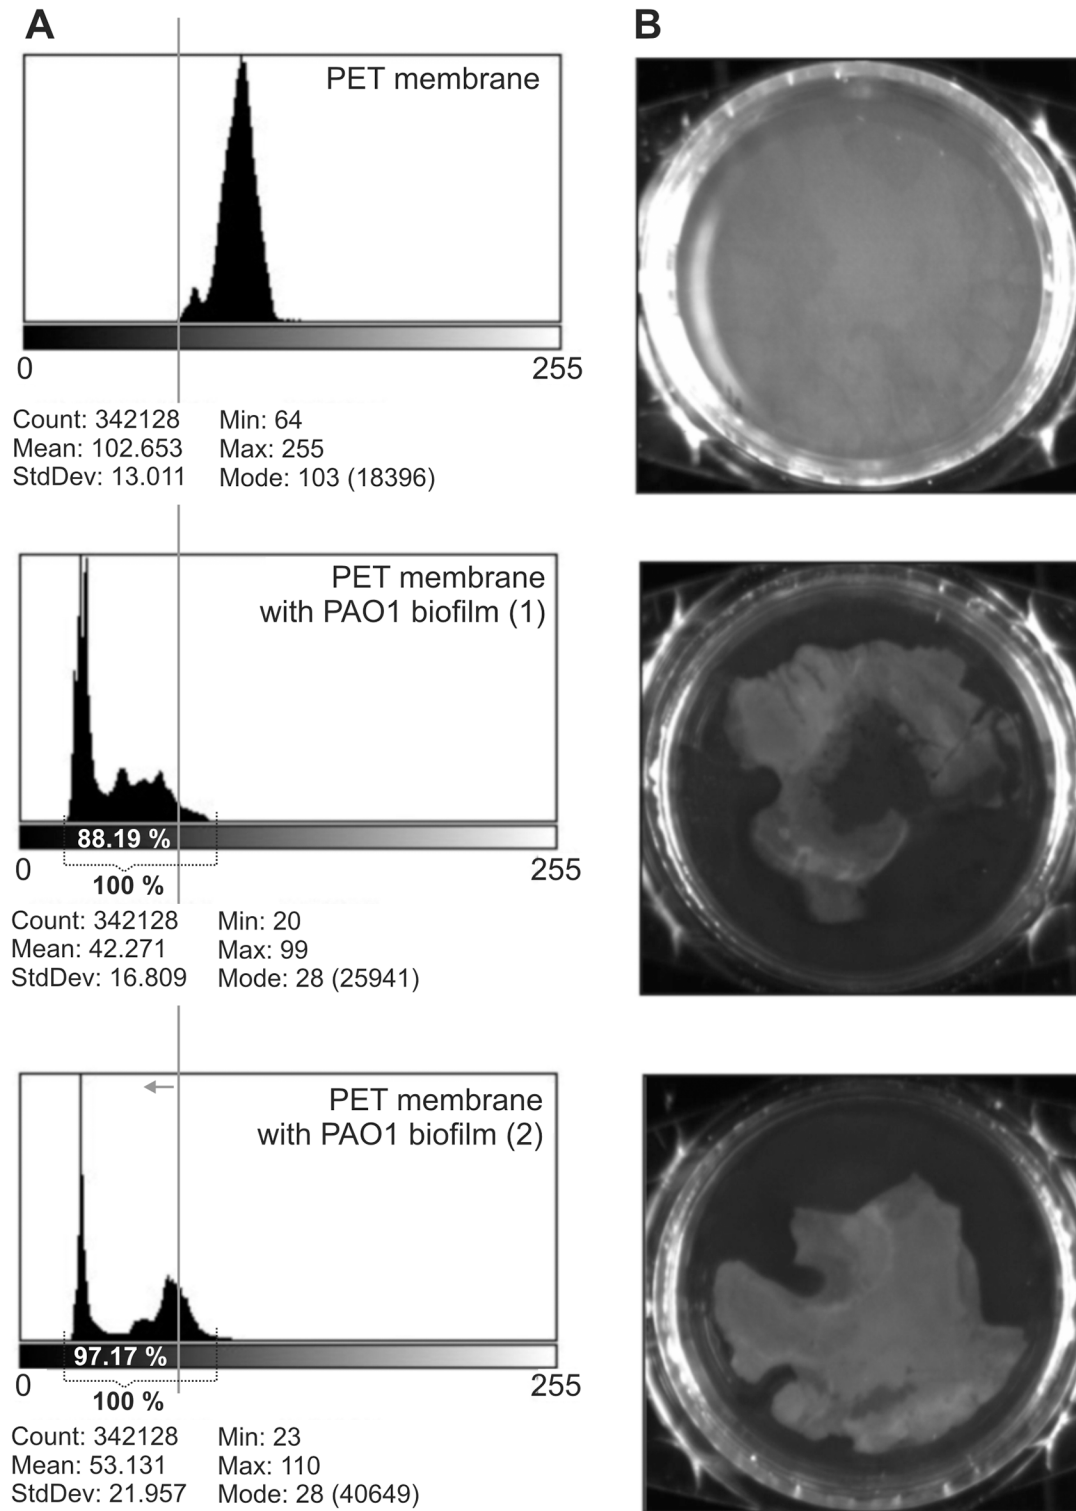 A
B
PET membrane
0 255
Count: 342128 Min: 64
Mean: 102.653 Max: 255
StdDev: 13.011 Mode: 103 (18396)
PET membrane
with PAO1 biofilm (1)
88.19 %
0 255
100 %
Count: 342128 Min: 20
Mean: 42.271 Max: 99
StdDev: 16.809 Mode: 28 (25941)
PET membrane
with PAO1 biofilm (2)
97.17 %
0 255
100 %
Count: 342128 Min: 23
Mean: 53.131 Max: 110
StdDev: 21.957 Mode: 28 (40649)